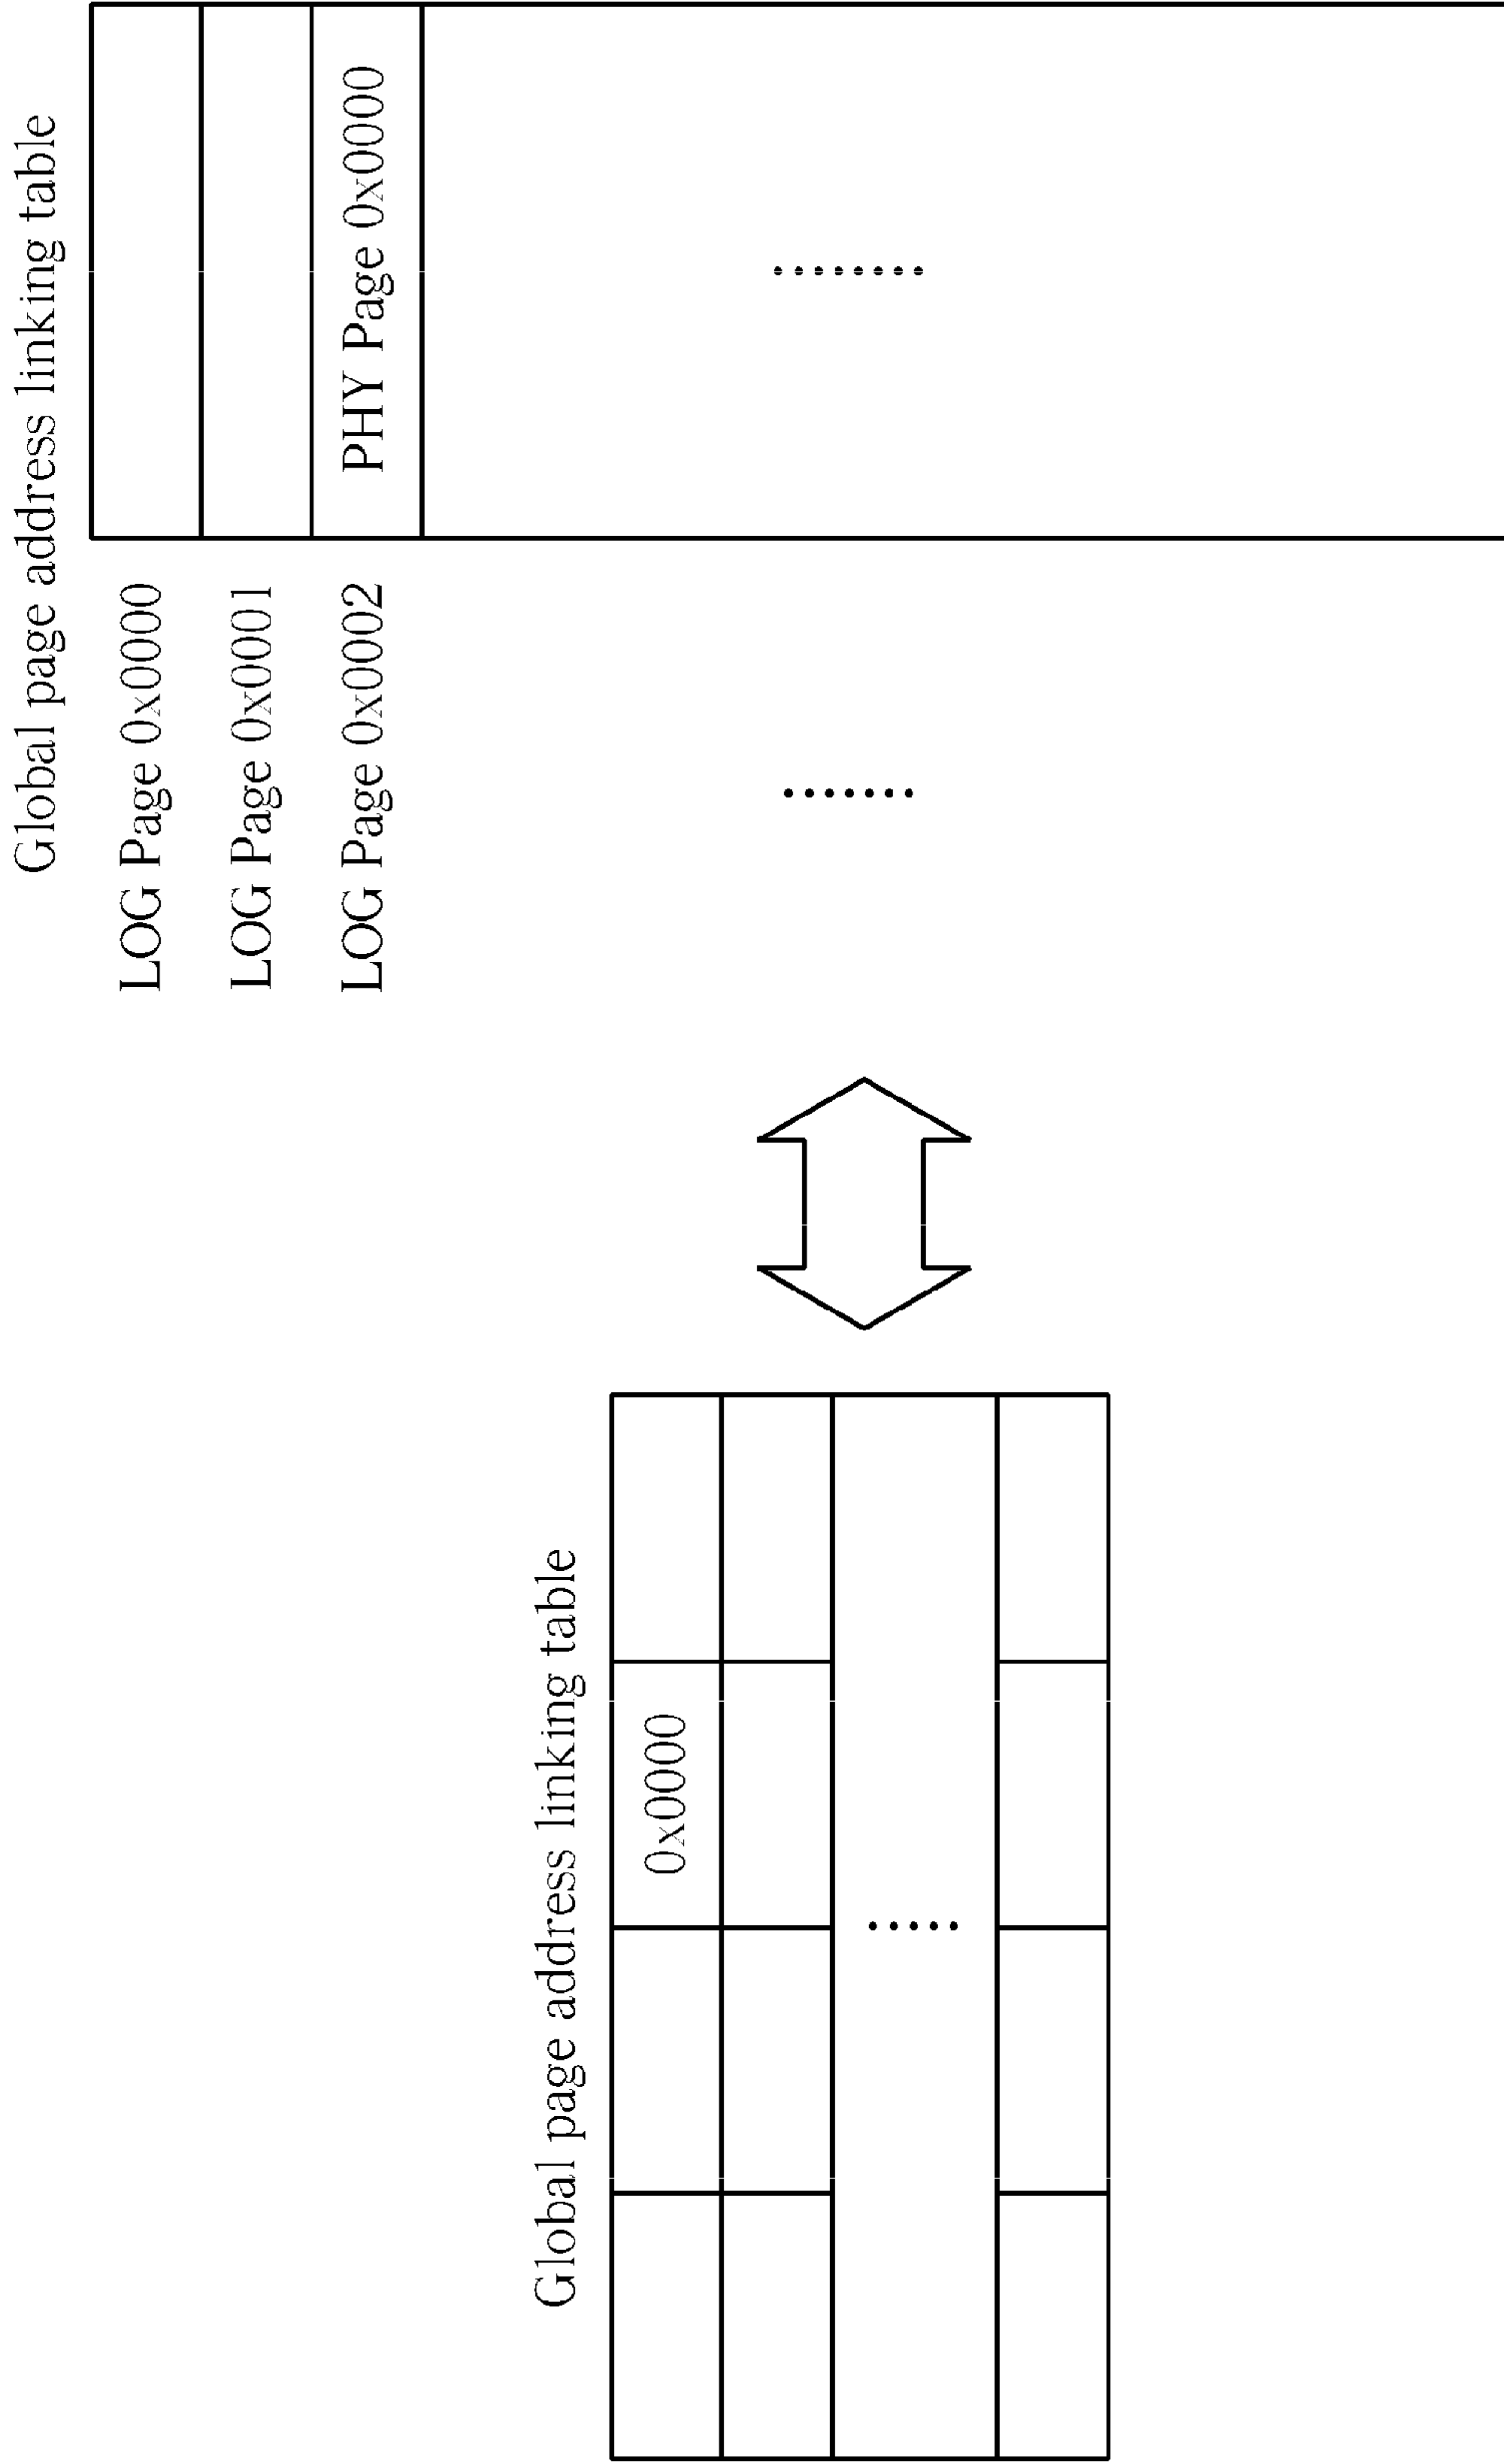 Global page address linking table
0x0000
Global page address linking table
LOG Page 0x0000
PHY Page 0x0000
LOG Page 0x0001
LOG Page 0x0002